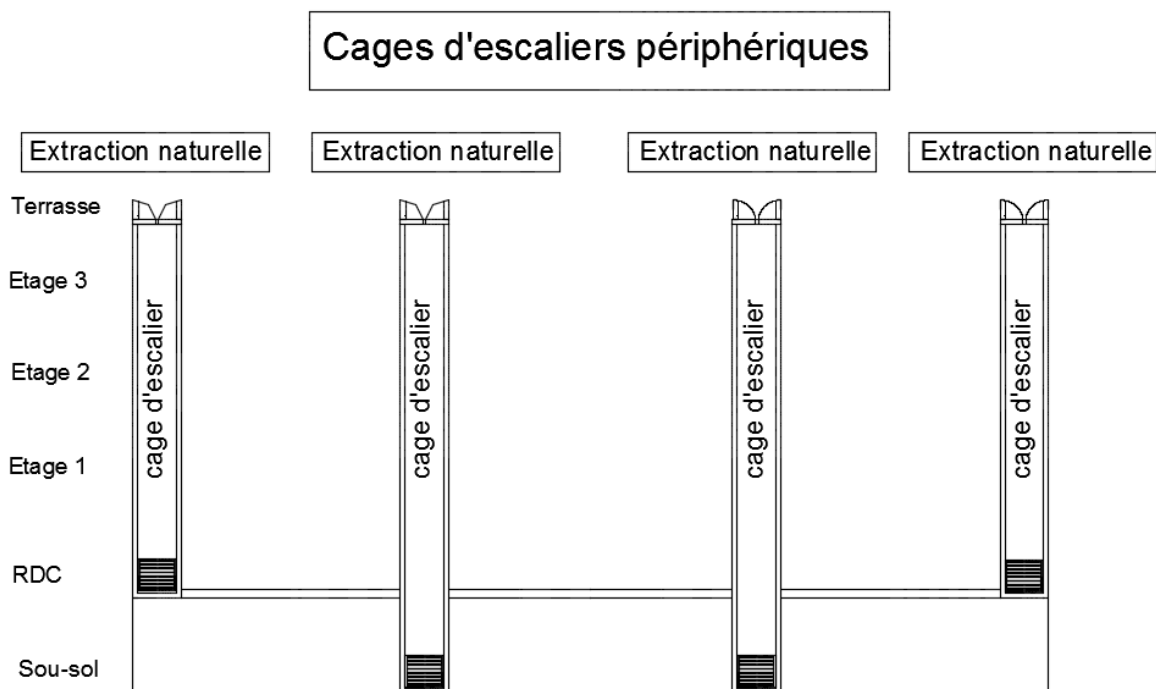 Cages d'escaliers périphériques
Extraction naturelle
Extraction naturelle
Extraction naturelle
Extraction naturelle
Terrasse
Etage 3
Etage 2
Etage 1
RDC
Sou-sol
cage d'escalier
cage d'escalier
cage d'escalier
cage d'escalier